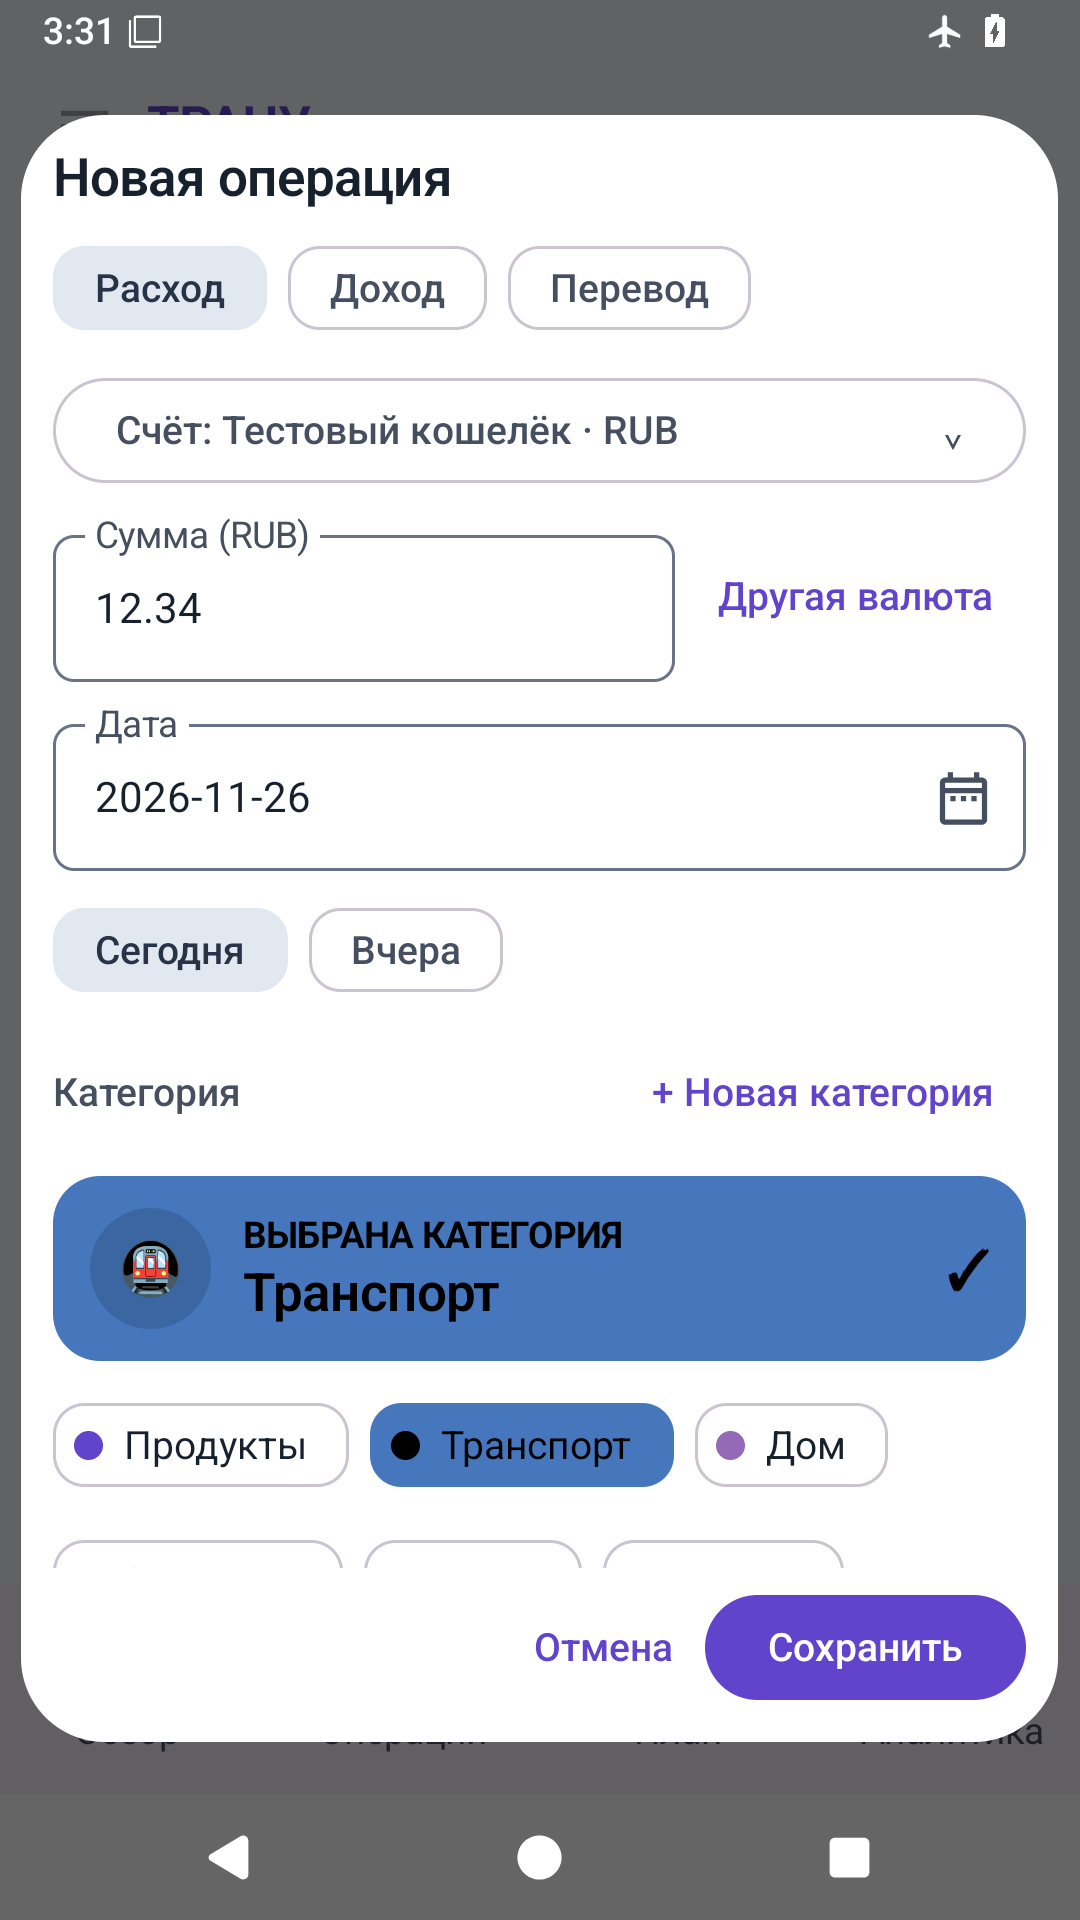 3:31
Новая операция
Расход
Доход
Перевод
Счёт: Тестовый кошелёк · RUB
Сумма (RUB)
12.34
Другая валюта
Дата
2026-11-26
Сегодня
Вчера
Категория
+ Новая категория
ВЫБРАНА КАТЕГОРИЯ
Транспорт
✓
Продукты
Транспорт
Дом
Отмена
Сохранить